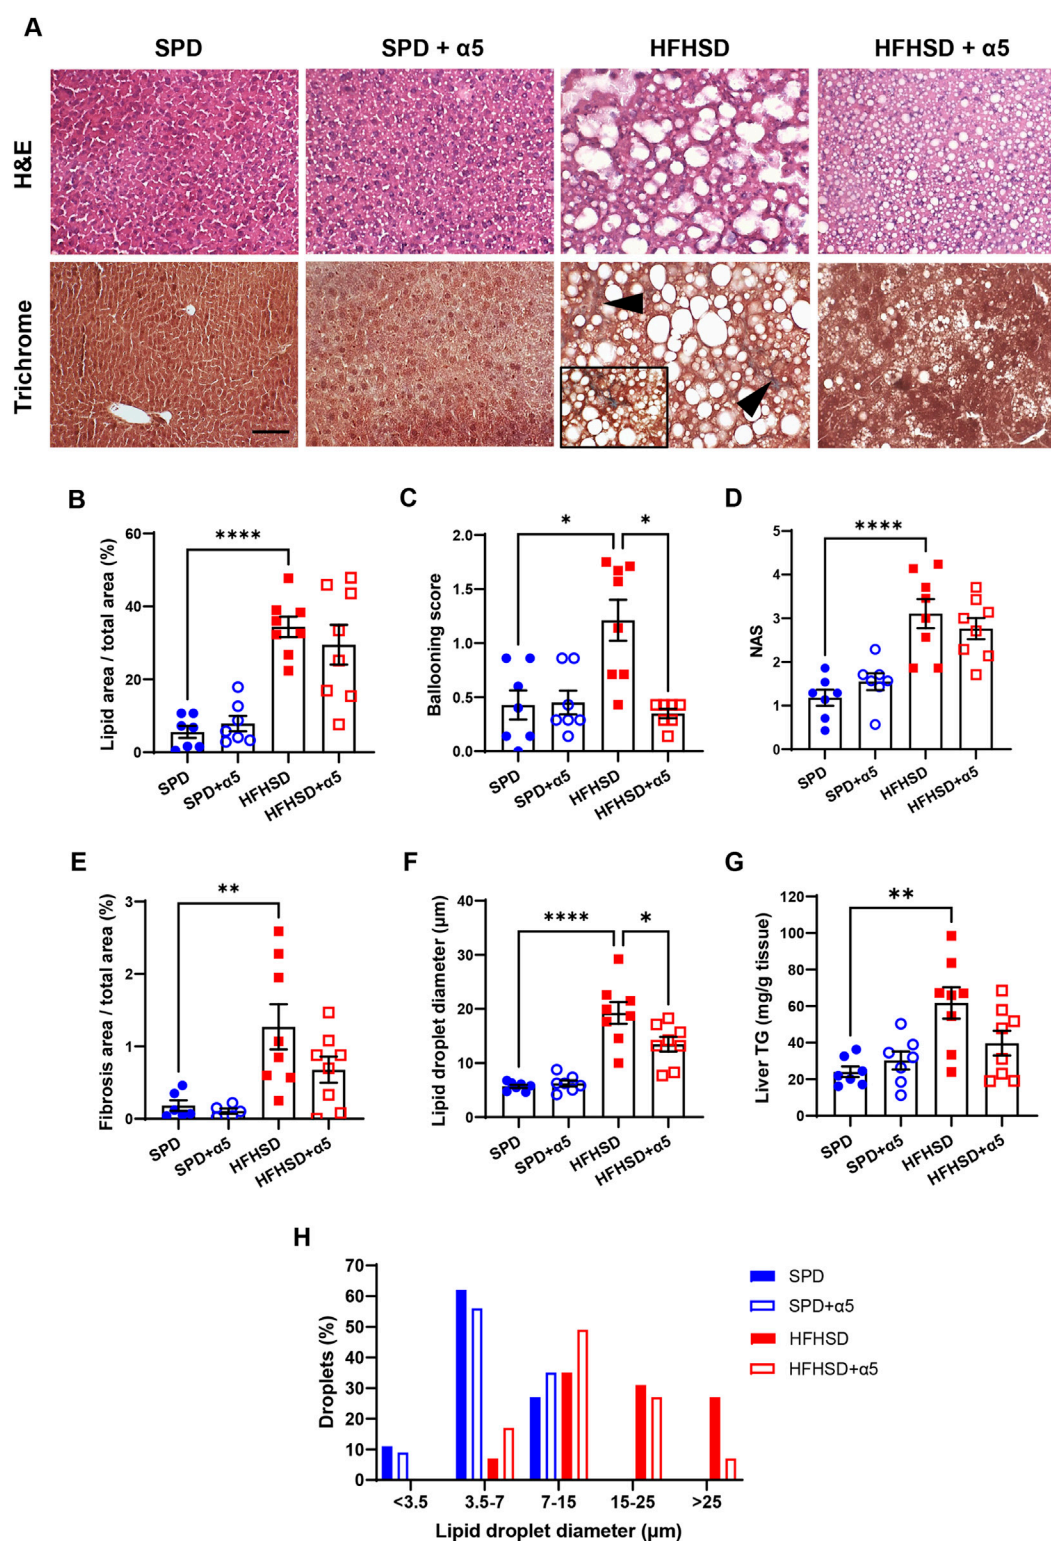 A
SPD
SPD + α5
HFHSD
HFHSD + α5
H&E
Trichrome
B
Lipid area / total area (%)
60
40
20
0
****
SPD
SPD+α5
HFHSD
HFHSD+α5
C
Ballooning score
2.0
1.5
1.0
0.5
0.0
*
*
SPD
SPD+α5
HFHSD
HFHSD+α5
D
NAS
5
4
3
2
1
0
****
SPD
SPD+α5
HFHSD
HFHSD+α5
E
Fibrosis area / total area (%)
3
2
1
0
**
SPD
SPD+α5
HFHSD
HFHSD+α5
F
Lipid droplet diameter (μm)
40
30
20
10
0
****
*
SPD
SPD+α5
HFHSD
HFHSD+α5
G
Liver TG (mg/g tissue)
120
100
80
60
40
20
0
**
SPD
SPD+α5
HFHSD
HFHSD+α5
H
Droplets (%)
70
60
50
40
30
20
10
0
<3.5
3.5-7
7-15
15-25
>25
Lipid droplet diameter (μm)
SPD
SPD+α5
HFHSD
HFHSD+α5